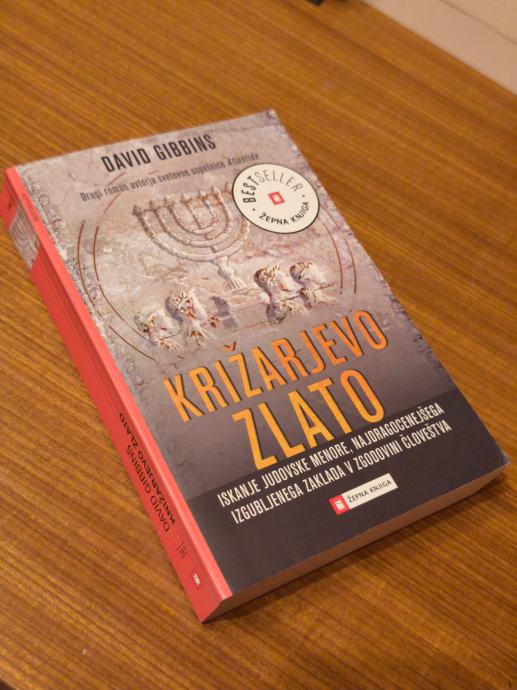 DAVID GIBBINS
Drugi roman avtorja svetovne uspešnice Atlantida
BESTSELLER
ŽEPNA KNJIGA
KRIŽARJEVO
ZLATO
ISKANJE JUDOVSKE MENORE, NAJDRAGOCENEJŠEGA
IZGUBLJENEGA ZAKLADA V ZGODOVINI ČLOVEŠTVA
ŽEPNA KNJIGA
DAVID GIBBINS
KRIŽARJEVO ZLATO